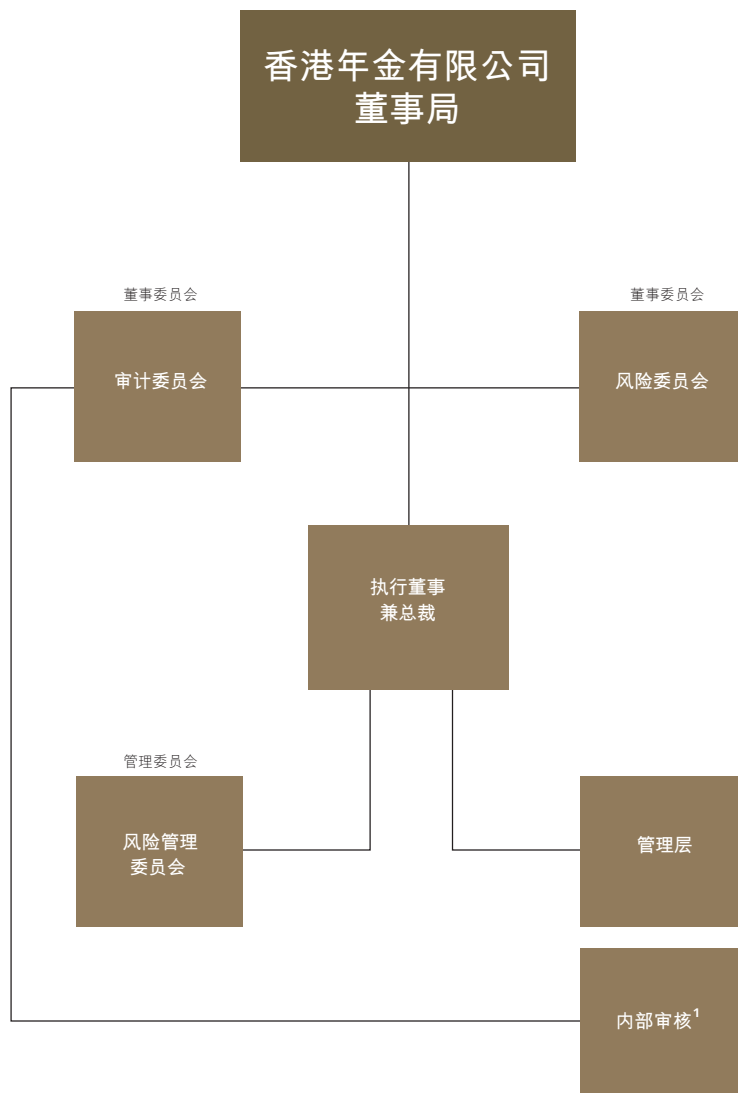 香港年金有限公司
董事局
董事委员会
董事委员会
审计委员会
风险委员会
执行董事
兼总裁
管理委员会
风险管理
委员会
管理层
内部审核1